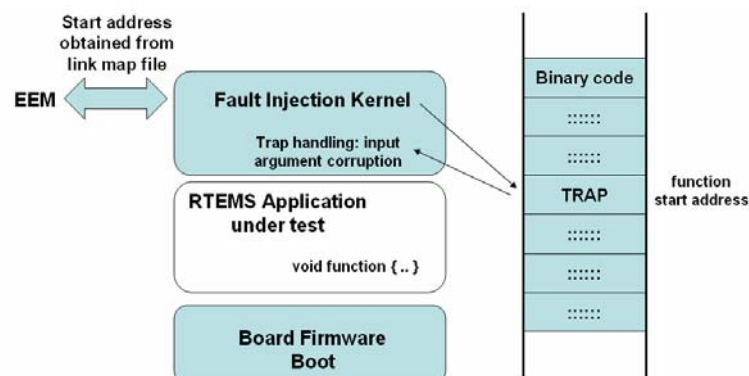 Start address
obtained from
link map file
EEM
Fault Injection Kernel
Trap handling: input
argument corruption
RTEMS Application
under test
void function { .. }
Board Firmware
Boot
Binary code
::::::
::::::
TRAP
::::::
::::::
::::::
function
start address